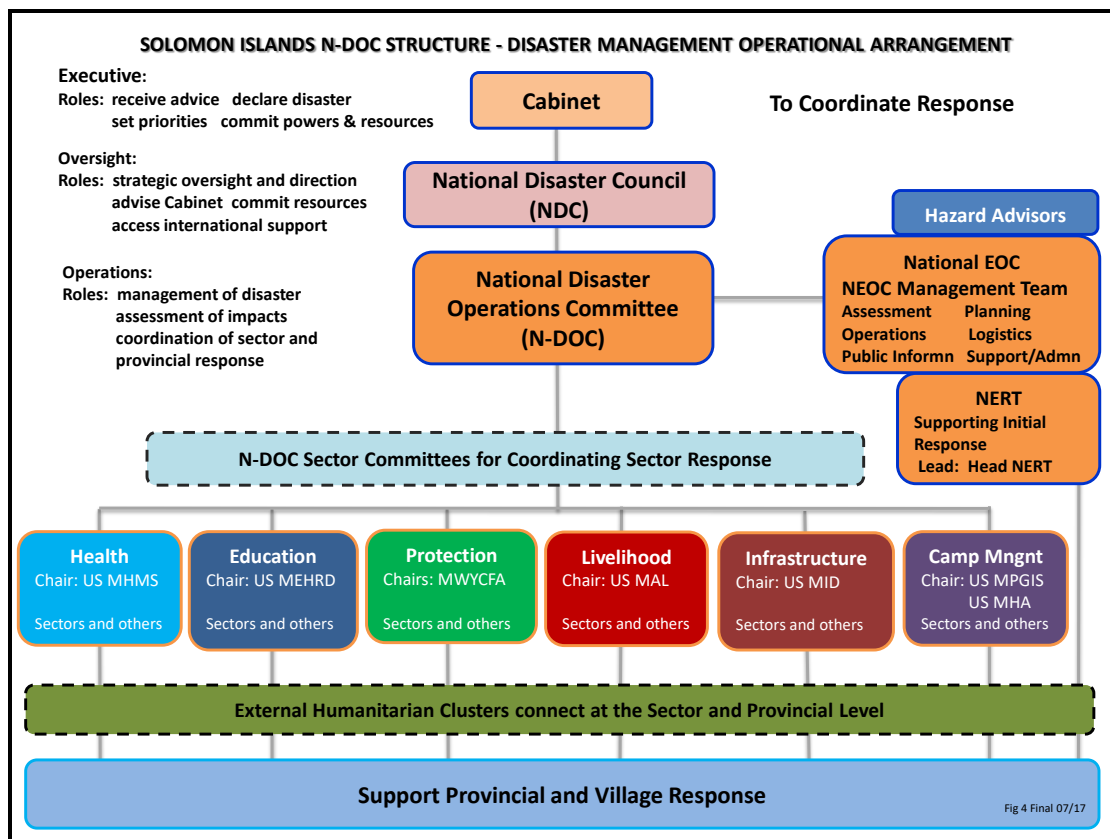 SOLOMON ISLANDS N-DOC STRUCTURE - DISASTER MANAGEMENT OPERATIONAL ARRANGEMENT
Executive:
Roles: receive advice declare disaster
set priorities commit powers & resources
Cabinet
To Coordinate Response
Oversight:
Roles: strategic oversight and direction
advise Cabinet commit resources
access international support
National Disaster Council
(NDC)
Hazard Advisors
Operations:
Roles: management of disaster
assessment of impacts
coordination of sector and
provincial response
National Disaster
Operations Committee
(N-DOC)
National EOC
NEOC Management Team
Assessment Planning
Operations Logistics
Public Informn Support/Admn
NERT
Supporting Initial
Response
Lead: Head NERT
N-DOC Sector Committees for Coordinating Sector Response
Health
Chair: US MHMS
Sectors and others
Education
Chair: US MEHRD
Sectors and others
Protection
Chairs: MWYCFA
Sectors and others
Livelihood
Chair: US MAL
Sectors and others
Infrastructure
Chair: US MID
Sectors and others
Camp Mngnt
Chair: US MPGIS
US MHA
Sectors and others
External Humanitarian Clusters connect at the Sector and Provincial Level
Support Provincial and Village Response
Fig 4 Final 07/17